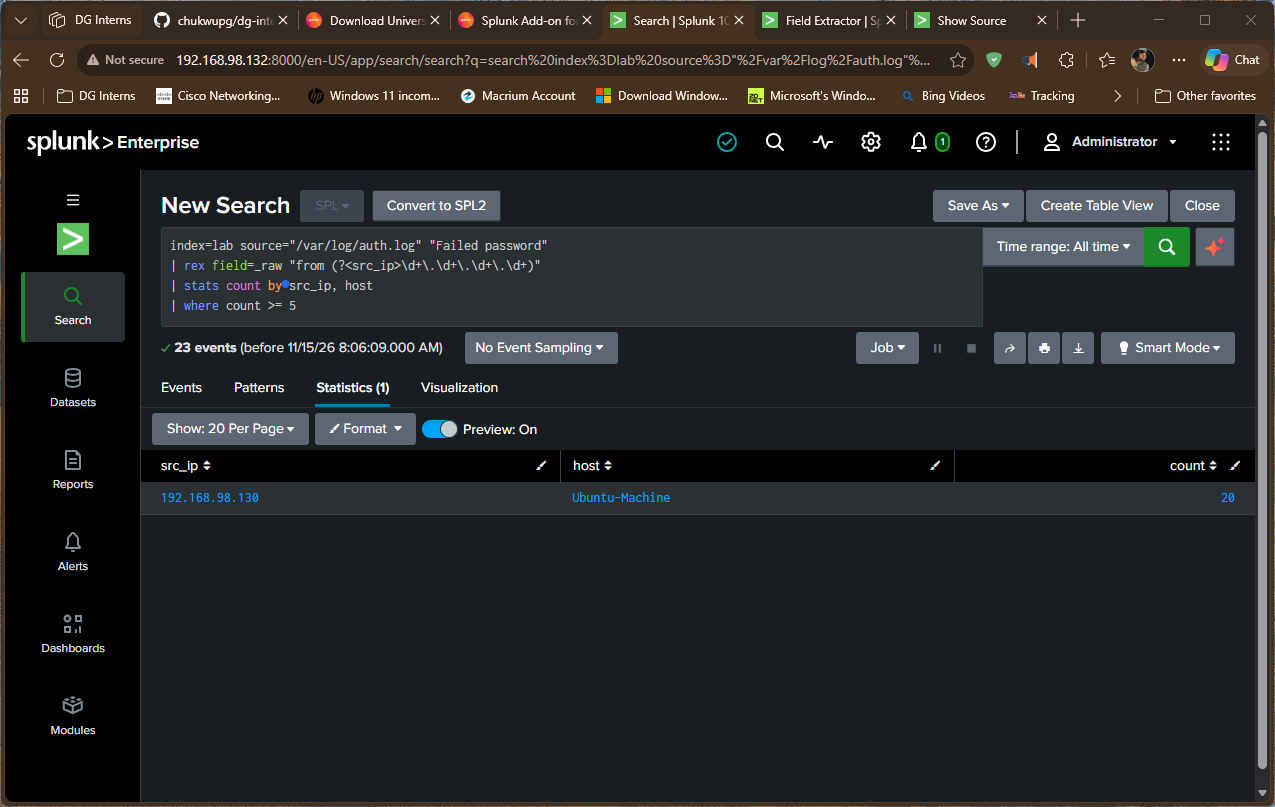 DG Interns
chukwupg/dg-inte
Download Univers
Splunk Add-on fo
Search | Splunk 10
Field Extractor | Sp
Show Source
Not secure
192.168.98.132:8000/en-US/app/search/search?q=search%20index%3Dlab%20source%3D"%2Fvar%2Flog%2Fauth.log"%...
Chat
DG Interns
Cisco Networking...
Windows 11 incom...
Macrium Account
Download Window...
Microsoft's Windo...
Bing Videos
Tracking
Other favorites
splunk>Enterprise
1
Administrator
New Search
SPL
Convert to SPL2
Save As
Create Table View
Close
index=lab source="/var/log/auth.log" "Failed password"
| rex field=_raw "from (?<src_ip>\d+\.\d+\.\d+\.\d+)"
| stats count by src_ip, host
| where count >= 5
Time range: All time
Search
Datasets
Reports
Alerts
Dashboards
Modules
23 events (before 11/15/26 8:06:09.000 AM)
No Event Sampling
Job
Smart Mode
Events
Patterns
Statistics (1)
Visualization
Show: 20 Per Page
Format
Preview: On
src_ip
host
count
192.168.98.130
Ubuntu-Machine
20